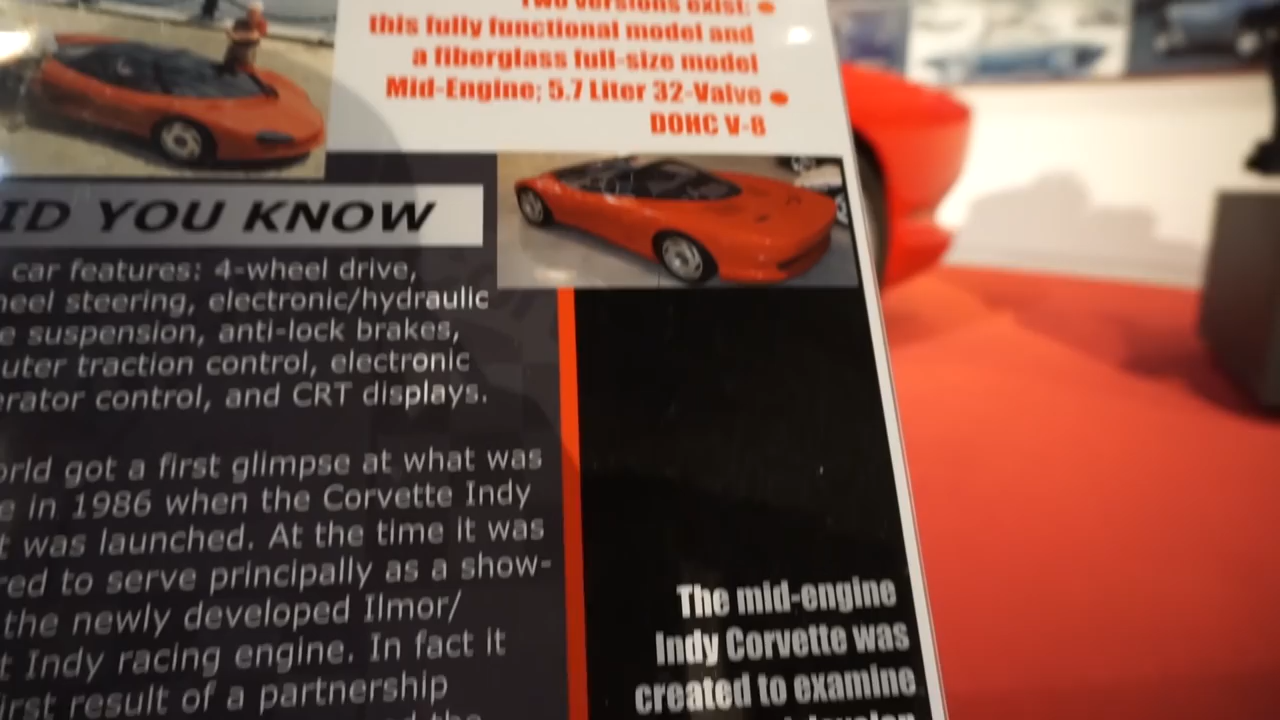 Two versions exist:
this fully functional model and
a fiberglass full-size model
Mid-Engine; 5.7 Liter 32-Valve
DOHC V-8
ID YOU KNOW
car features: 4-wheel drive,
heel steering, electronic/hydraulic
e suspension, anti-lock brakes,
uter traction control, electronic
erator control, and CRT displays.
orld got a first glimpse at what was
e in 1986 when the Corvette Indy
t was launched. At the time it was
red to serve principally as a show-
the newly developed Ilmor/
t Indy racing engine. In fact it
irst result of a partnership
the
The mid-engine
Indy Corvette was
created to examine